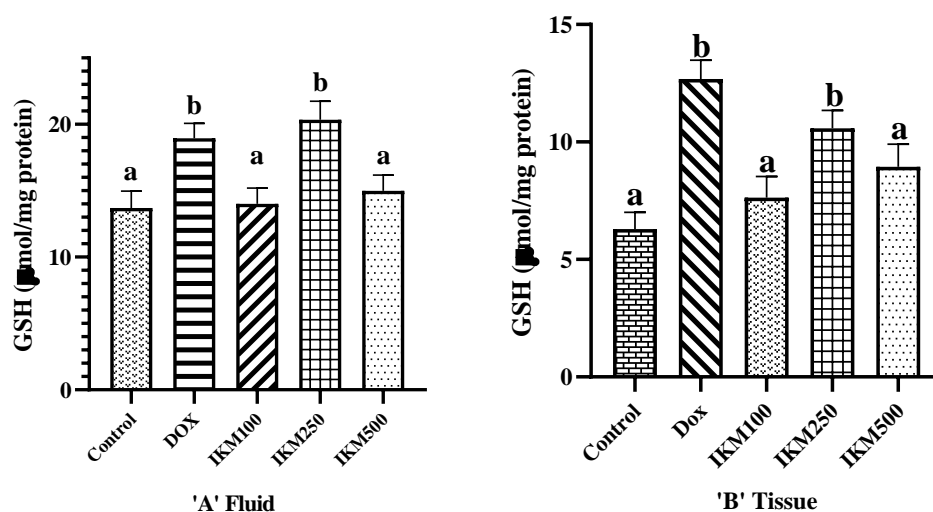 GSH (µmol/mg protein)
20
10
0
a
b
a
b
a
Control
DOX
IKM100
IKM250
IKM500
'A' Fluid
GSH (µmol/mg protein)
15
10
5
0
a
b
a
b
a
Control
Dox
IKM100
IKM250
IKM500
'B' Tissue